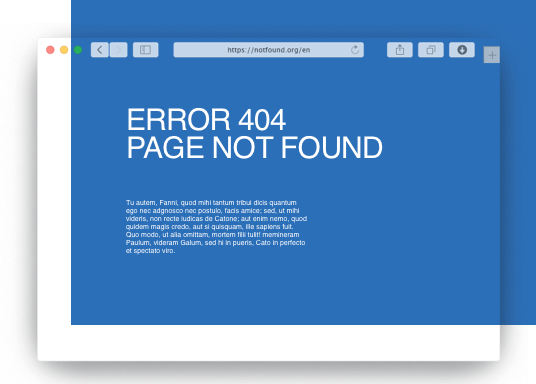 https://notfound.org/en
ERROR 404
PAGE NOT FOUND
Tu autem, Fanni, quod mihi tantum tribui dicis quantum
ego nec adgnosco nec postulo, facis amice; sed, ut mihi
videris, non recte iudicas de Catone; aut enim nemo, quod
quidem magis credo, aut si quisquam, ille sapiens fuit.
Quo modo, ut alia omittam, mortem filii tulit! memineram
Paulum, videram Galum, sed hi in pueris, Cato in perfecto
et spectato viro.